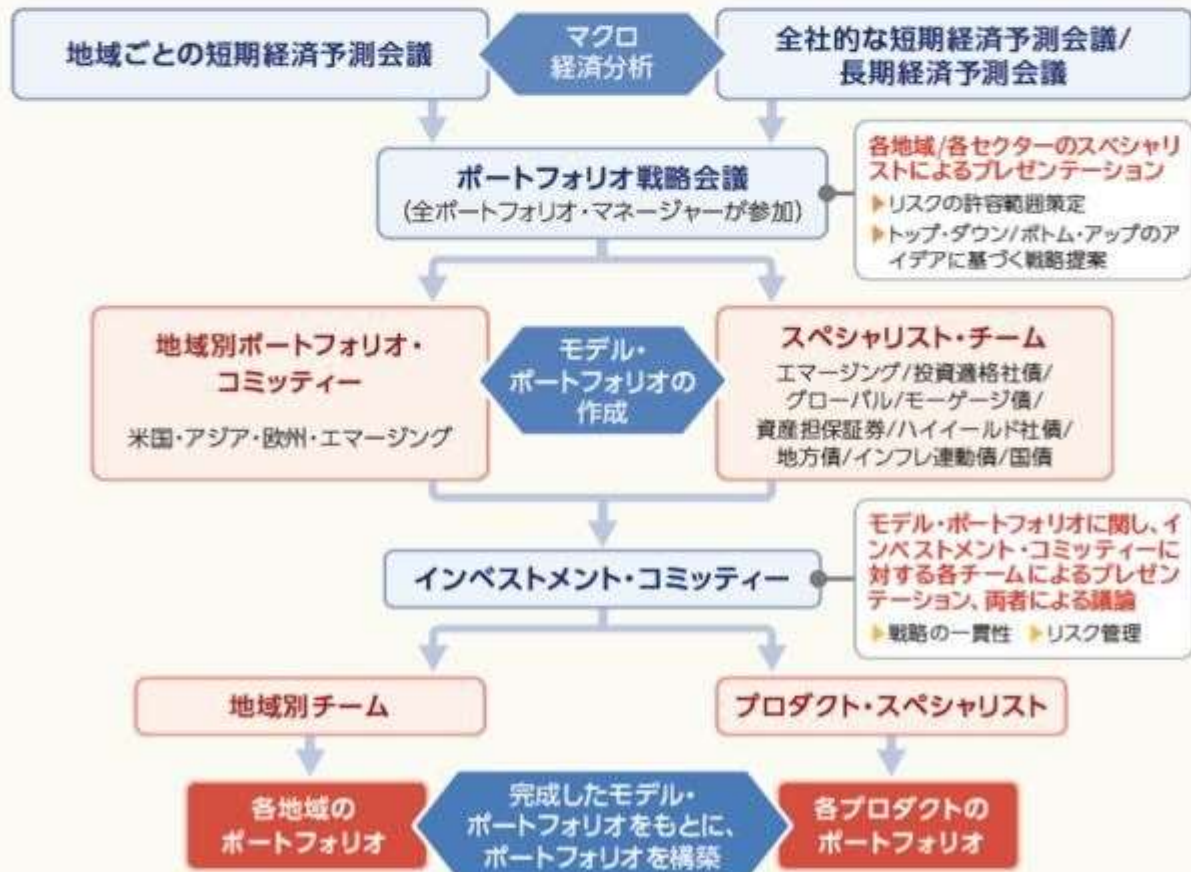 地域ごとの短期経済予測会議
マクロ
経済分析
全社的な短期経済予測会議/
長期経済予測会議
ポートフォリオ戦略会議
(全ポートフォリオ・マネージャーが参加)
各地域/各セクターのスペシャリ
ストによるプレゼンテーション
▶リスクの許容範囲策定
▶トップ・ダウン/ボトム・アップのア
イデアに基づく戦略提案
地域別ポートフォリオ・
コミッティー
米国・アジア・欧州・エマージング
モデル・
ポートフォリオの
作成
スペシャリスト・チーム
エマージング/投資適格社債/
グローバル/モーゲージ債/
資産担保証券/ハイイールド社債/
地方債/インフレ連動債/国債
インベストメント・コミッティー
モデル・ポートフォリオに関し、イ
ンベストメント・コミッティーに
対する各チームによるプレゼン
テーション、両者による議論
▶戦略の一貫性 ▶リスク管理
地域別チーム
プロダクト・スペシャリスト
各地域の
ポートフォリオ
完成したモデル・
ポートフォリオをもとに、
ポートフォリオを構築
各プロダクトの
ポートフォリオ